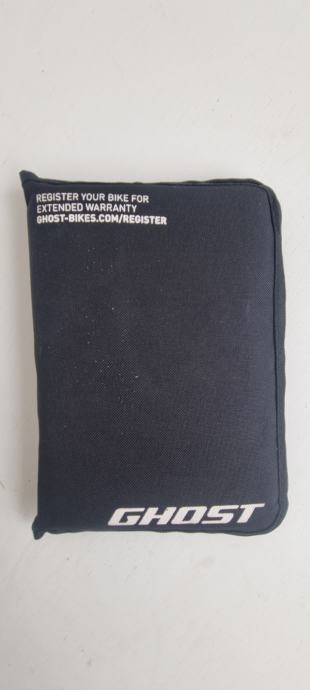 REGISTER YOUR BIKE FOR
EXTENDED WARRANTY
GHOST-BIKES.COM/REGISTER
GHOST